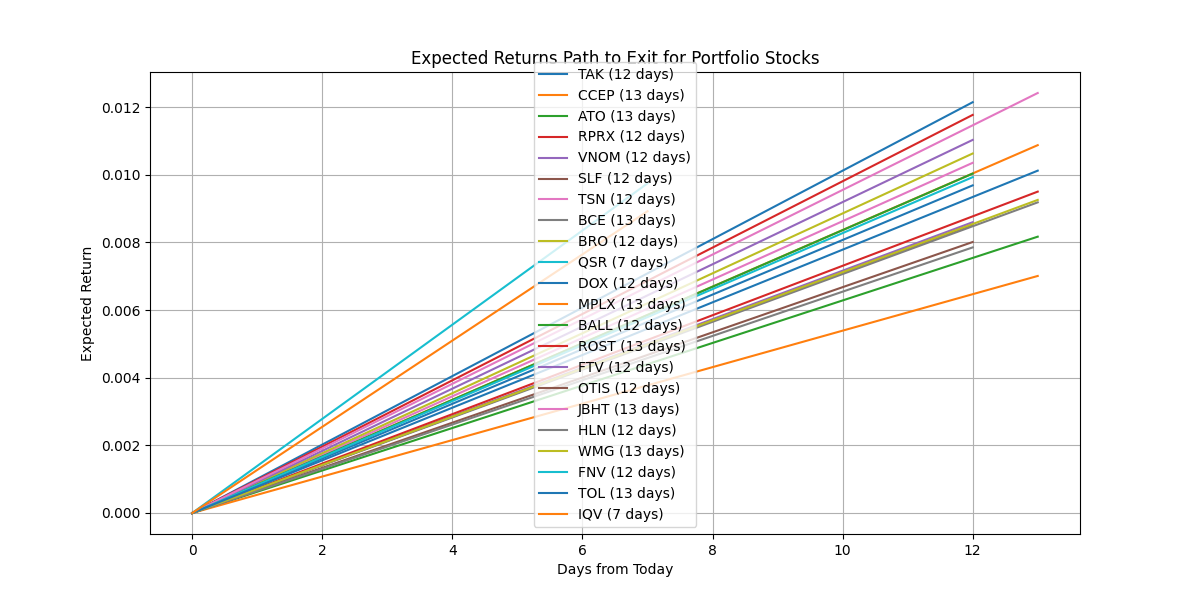 Expected Returns Path to Exit for Portfolio Stocks
TAK (12 days)
CCEP (13 days)
ATO (13 days)
RPRX (12 days)
VNOM (12 days)
SLF (12 days)
TSN (12 days)
BCE (13 days)
BRO (12 days)
QSR (7 days)
DOX (12 days)
MPLX (13 days)
BALL (12 days)
ROST (13 days)
FTV (12 days)
OTIS (12 days)
JBHT (13 days)
HLN (12 days)
WMG (13 days)
FNV (12 days)
TOL (13 days)
IQV (7 days)
Expected Return
0.012
0.010
0.008
0.006
0.004
0.002
0.000
0 2 4 6 8 10 12
Days from Today